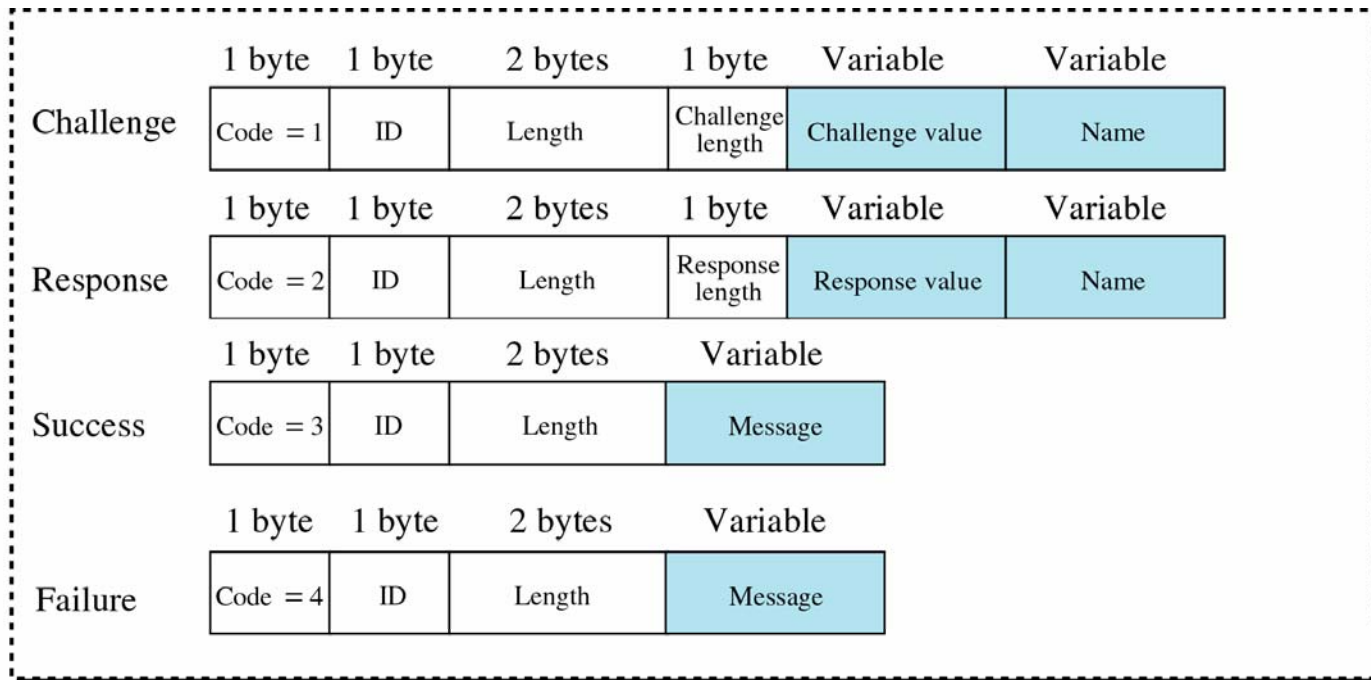 1 byte 1 byte 2 bytes 1 byte Variable Variable
Challenge Code = 1 ID Length Challenge length Challenge value Name
1 byte 1 byte 2 bytes 1 byte Variable Variable
Response Code = 2 ID Length Response length Response value Name
1 byte 1 byte 2 bytes Variable
Success Code = 3 ID Length Message
1 byte 1 byte 2 bytes Variable
Failure Code = 4 ID Length Message